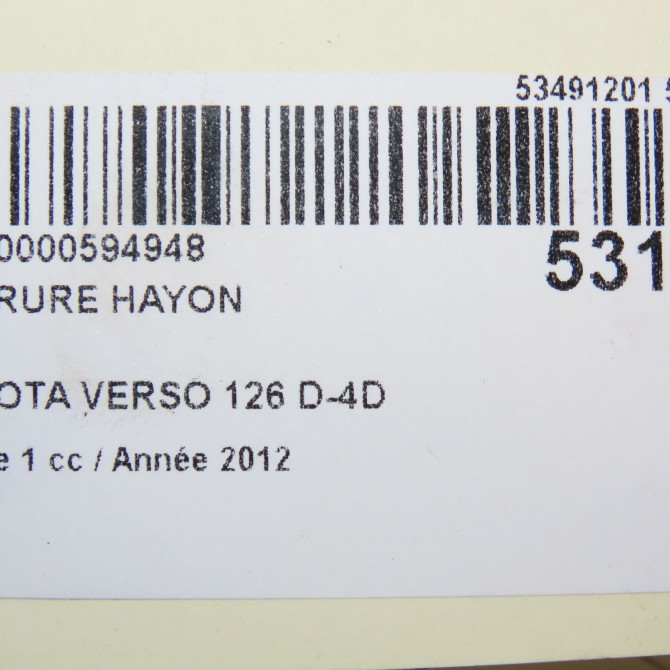 53491201 5
0000594948
531
RURE HAYON
OTA VERSO 126 D-4D
e 1 cc / Année 2012